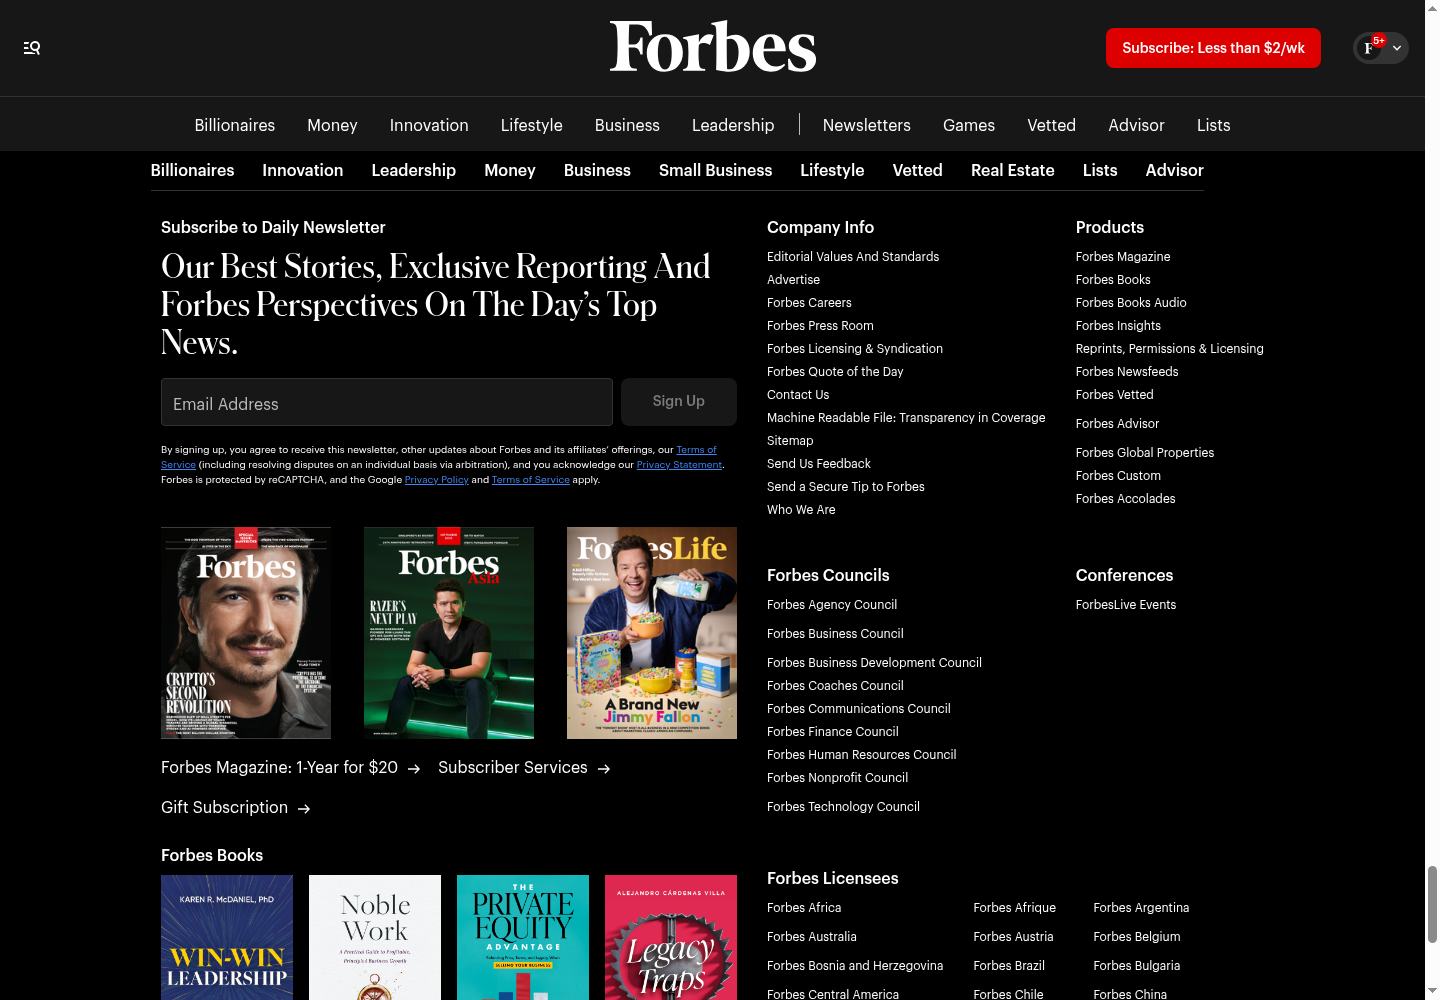 Forbes
Subscribe: Less than $2/wk
F
5+
Billionaires
Money
Innovation
Lifestyle
Business
Leadership
Newsletters
Games
Vetted
Advisor
Lists
Billionaires
Innovation
Leadership
Money
Business
Small Business
Lifestyle
Vetted
Real Estate
Lists
Advisor
Subscribe to Daily Newsletter
Our Best Stories, Exclusive Reporting And
Forbes Perspectives On The Day's Top
News.
Email Address
Sign Up
By signing up, you agree to receive this newsletter, other updates about Forbes and its affiliates' offerings, our Terms of
Service (including resolving disputes on an individual basis via arbitration), and you acknowledge our Privacy Statement.
Forbes is protected by reCAPTCHA, and the Google Privacy Policy and Terms of Service apply.
Forbes
CRYPTO'S
SECOND
REVOLUTION
Forbes
Asia
RAZER'S
NEXT PLAY
ForbesLife
A Brand New
Jimmy Fallon
Forbes Magazine: 1-Year for $20
Subscriber Services
Gift Subscription
Forbes Books
KAREN R. McDANIEL, PhD
WIN-WIN
LEADERSHIP
Noble
Work
A Practical Guide to Profitable,
Principled Business Growth
THE
PRIVATE
EQUITY
ADVANTAGE
SELLING YOUR BUSINESS
ALEJANDRO CÁRDENAS VILLA
Legacy
Traps
Company Info
Editorial Values And Standards
Advertise
Forbes Careers
Forbes Press Room
Forbes Licensing & Syndication
Forbes Quote of the Day
Contact Us
Machine Readable File: Transparency in Coverage
Sitemap
Send Us Feedback
Send a Secure Tip to Forbes
Who We Are
Products
Forbes Magazine
Forbes Books
Forbes Books Audio
Forbes Insights
Reprints, Permissions & Licensing
Forbes Newsfeeds
Forbes Vetted
Forbes Advisor
Forbes Global Properties
Forbes Custom
Forbes Accolades
Forbes Councils
Forbes Agency Council
Forbes Business Council
Forbes Business Development Council
Forbes Coaches Council
Forbes Communications Council
Forbes Finance Council
Forbes Human Resources Council
Forbes Nonprofit Council
Forbes Technology Council
Conferences
ForbesLive Events
Forbes Licensees
Forbes Africa
Forbes Afrique
Forbes Argentina
Forbes Australia
Forbes Austria
Forbes Belgium
Forbes Bosnia and Herzegovina
Forbes Brazil
Forbes Bulgaria
Forbes Central America
Forbes Chile
Forbes China